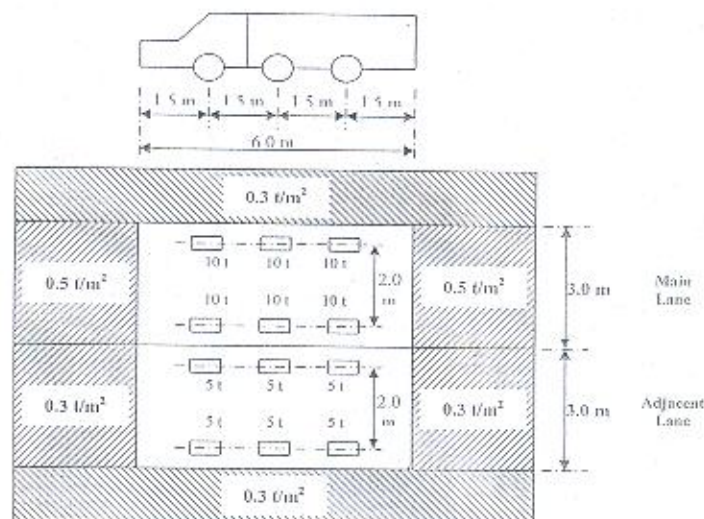 1.5 m 1.5 m 1.5 m 1.5 m
6.0 m
0.3 t/m²
10 t 10 t 10 t
0.5 t/m²
2.0 m
0.5 t/m²
3.0 m
Main Lane
10 t 10 t 10 t
5 t 5 t 5 t
0.3 t/m²
2.0 m
0.3 t/m²
3.0 m
Adjacent Lane
5 t 5 t 5 t
0.3 t/m²